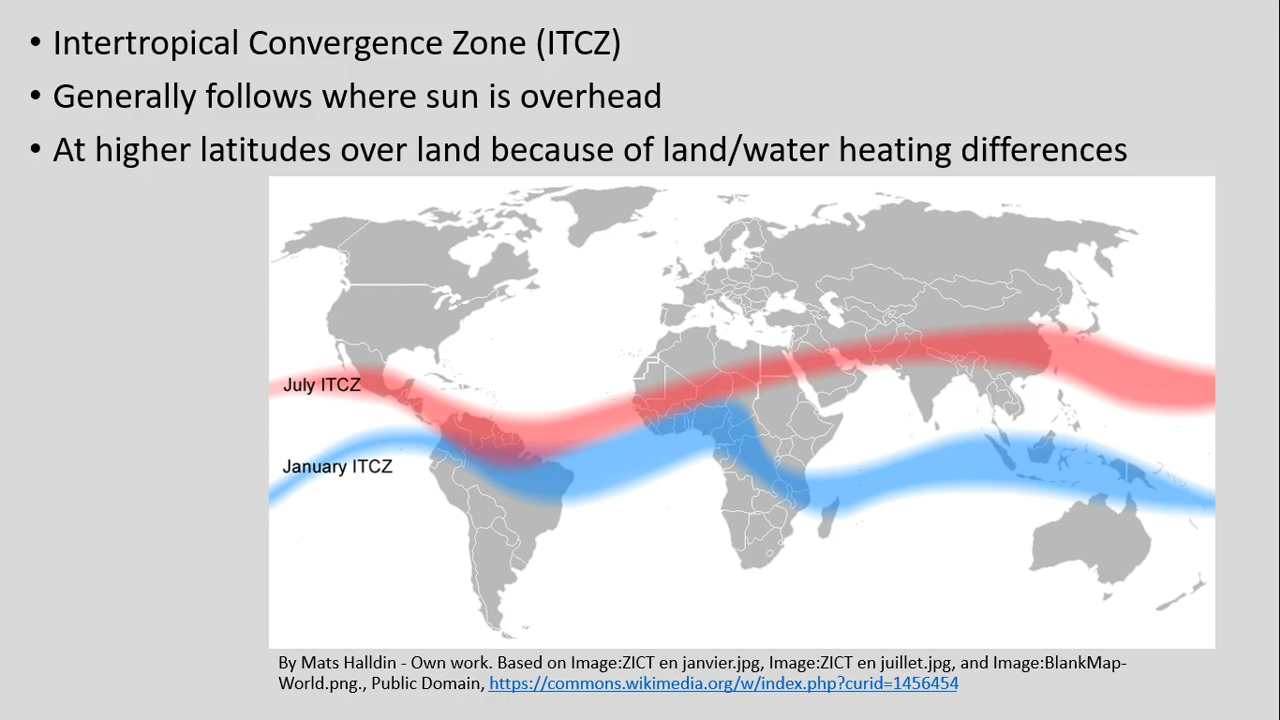 • Intertropical Convergence Zone (ITCZ)
• Generally follows where sun is overhead
• At higher latitudes over land because of land/water heating differences
July ITCZ
January ITCZ
By Mats Halldin - Own work. Based on Image:ZICT en janvier.jpg, Image:ZICT en juillet.jpg, and Image:BlankMap-
World.png., Public Domain, https://commons.wikimedia.org/w/index.php?curid=1456454